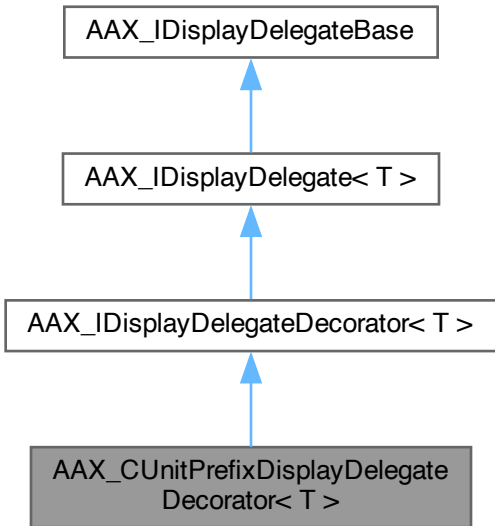 AAX_IDisplayDelegateBase
AAX_IDisplayDelegate< T >
AAX_IDisplayDelegateDecorator< T >
AAX_CUnitPrefixDisplayDelegate
Decorator< T >